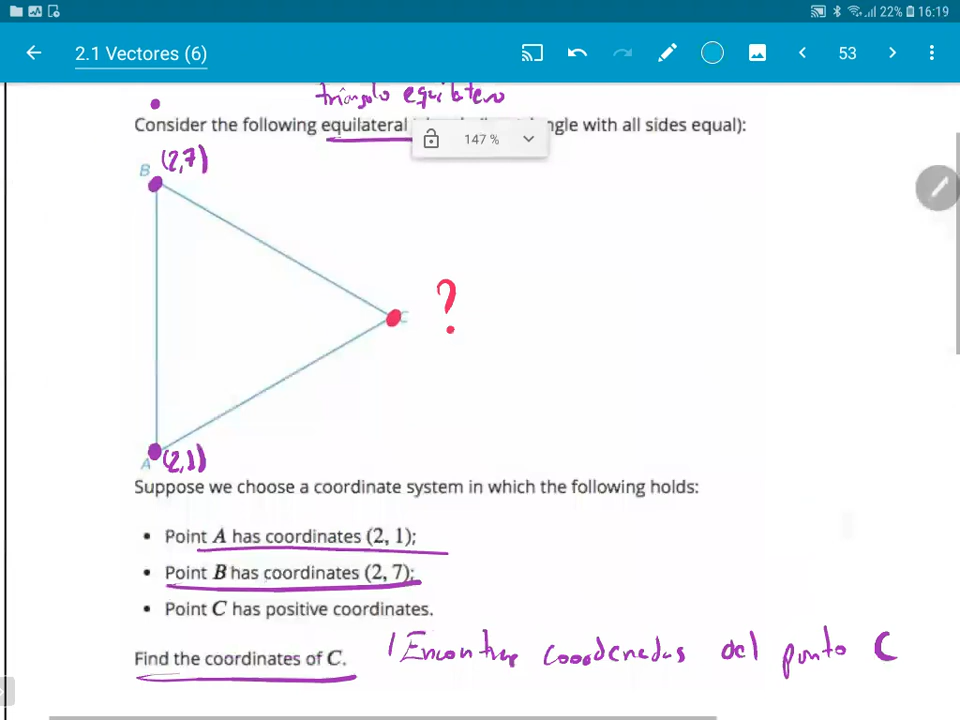 22% 16:19
2.1 Vectores (6)
53
triángulo equilatero
Consider the following equilateral ngle with all sides equal):
147 %
B (2,7)
C ?
A (2,1)
Suppose we choose a coordinate system in which the following holds:
• Point A has coordinates (2, 1);
• Point B has coordinates (2, 7);
• Point C has positive coordinates.
Find the coordinates of C. Encontrar coordenadas del punto C